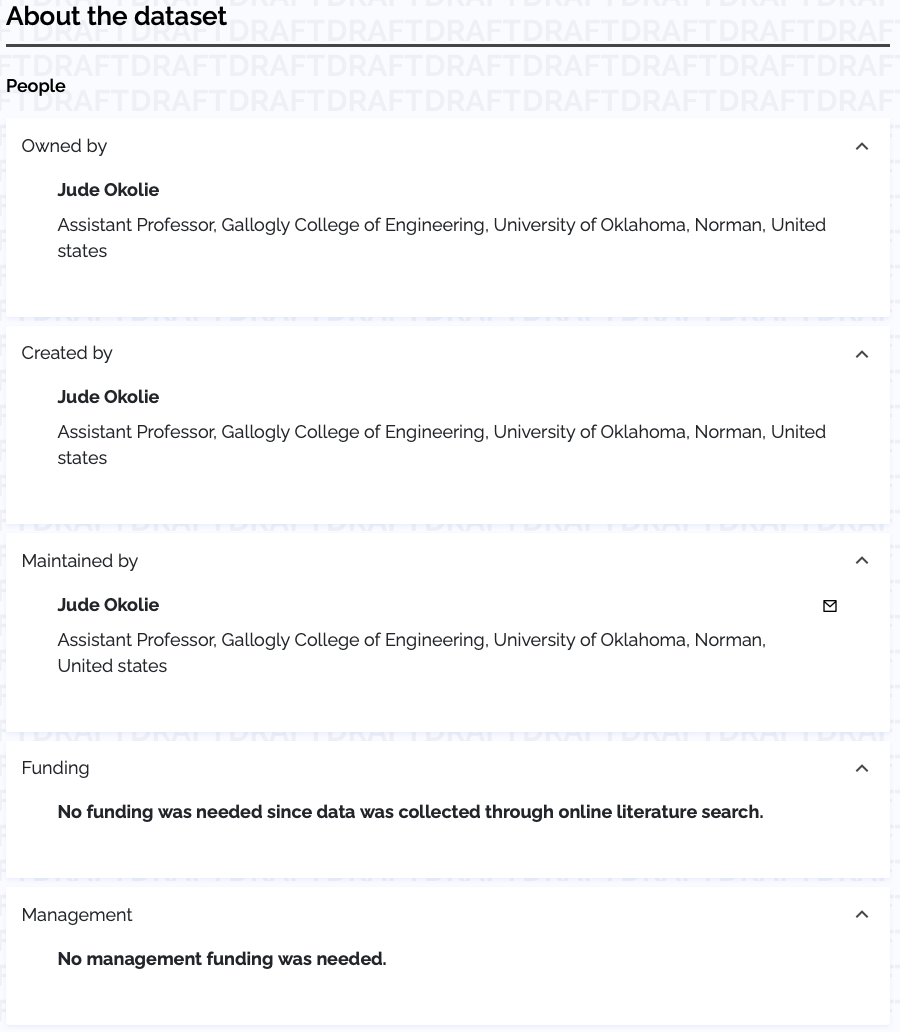 About the dataset
People
Owned by
Jude Okolie
Assistant Professor, Gallogly College of Engineering, University of Oklahoma, Norman, United
states
Created by
Jude Okolie
Assistant Professor, Gallogly College of Engineering, University of Oklahoma, Norman, United
states
Maintained by
Jude Okolie
Assistant Professor, Gallogly College of Engineering, University of Oklahoma, Norman,
United states
Funding
No funding was needed since data was collected through online literature search.
Management
No management funding was needed.